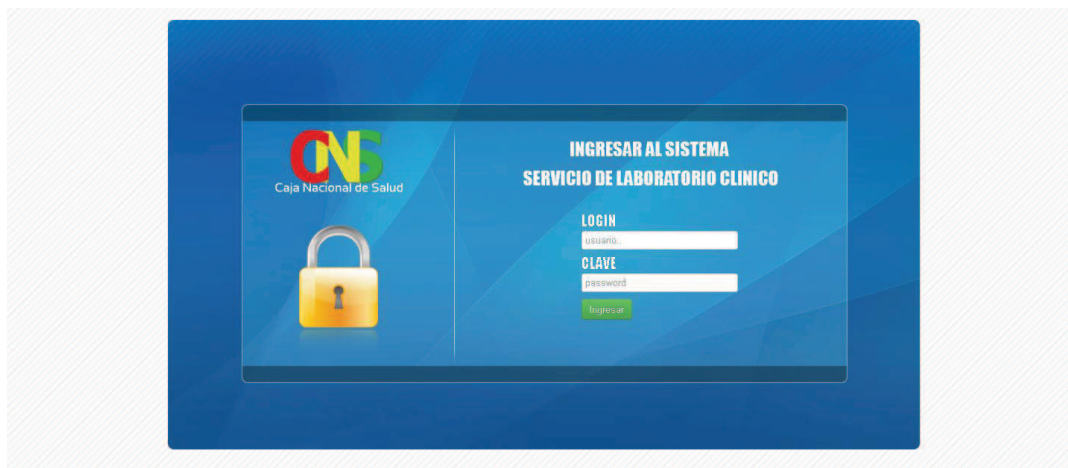 CNS
Caja Nacional de Salud
INGRESAR AL SISTEMA
SERVICIO DE LABORATORIO CLINICO
LOGIN
usuario..
CLAVE
password
Ingresar